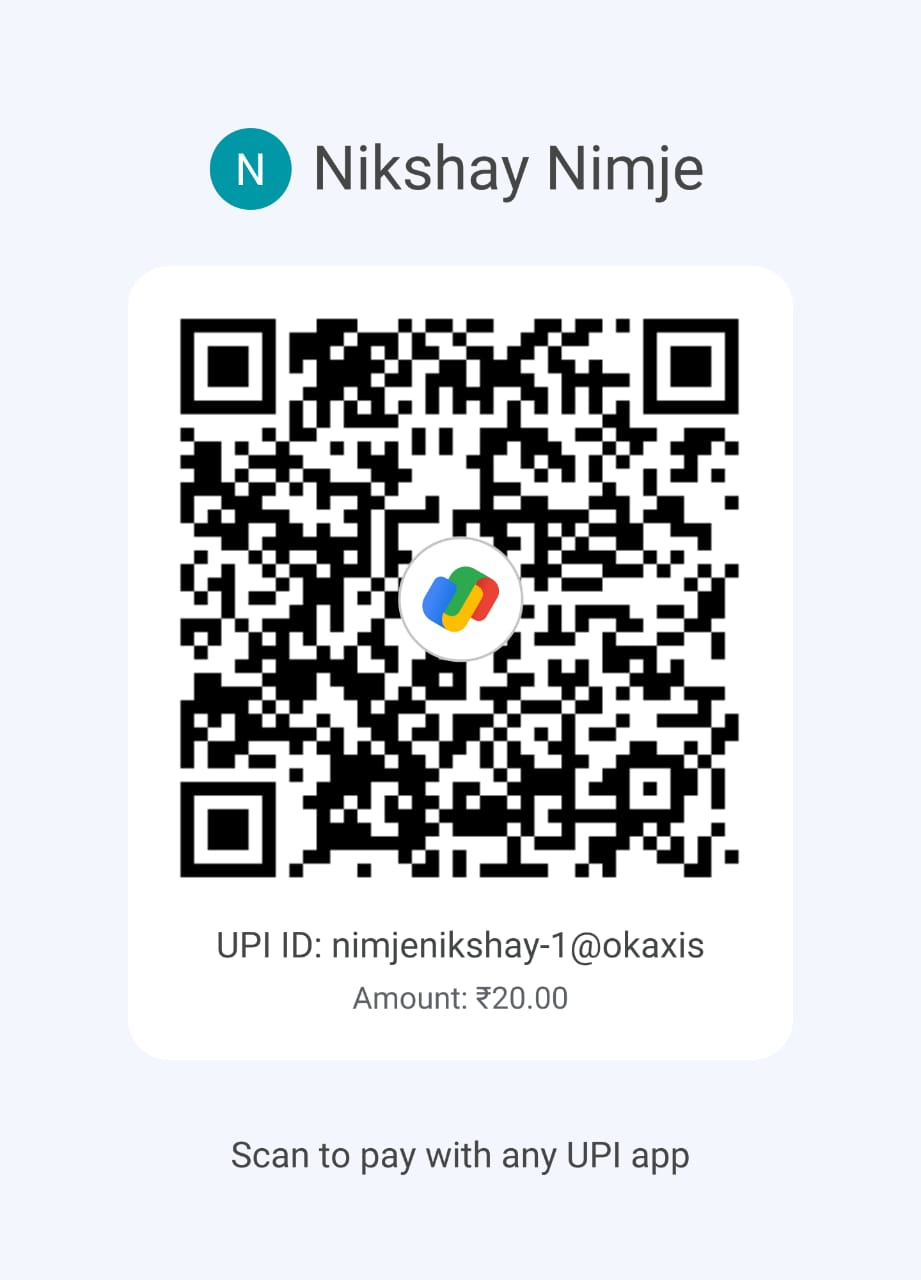 N Nikshay Nimje
UPI ID: nimjenikshay-1@okaxis
Amount: ₹20.00
Scan to pay with any UPI app